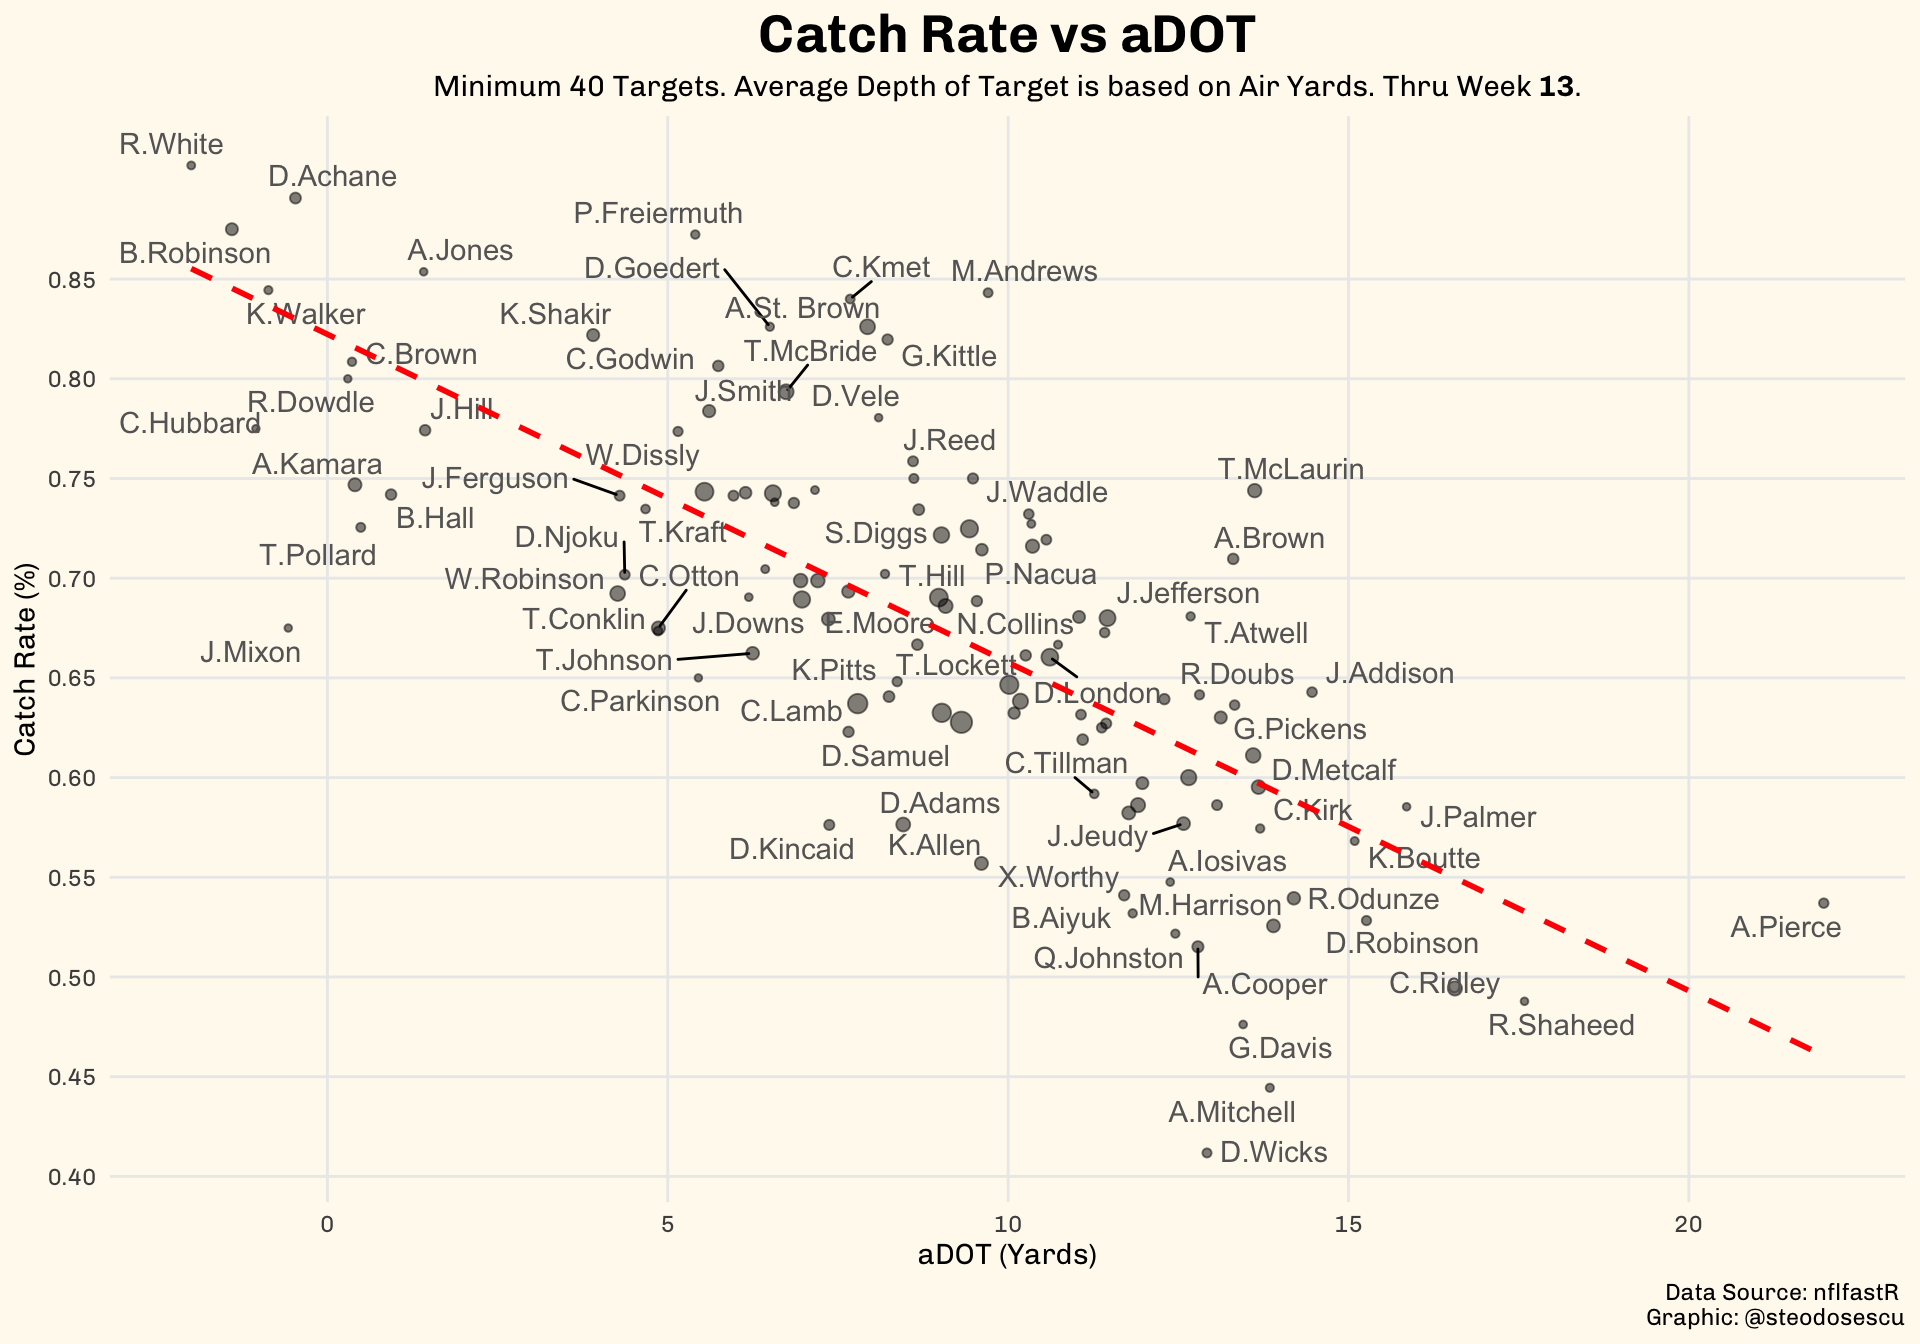 Catch Rate vs aDOT
Minimum 40 Targets. Average Depth of Target is based on Air Yards. Thru Week 13.
R.White
D.Achane
P.Freiermuth
B.Robinson
A.Jones
D.Goedert
C.Kmet
M.Andrews
0.85
K.Walker
K.Shakir
A.St. Brown
C.Brown
C.Godwin
T.McBride
G.Kittle
0.80
R.Dowdle
J.Hill
J.Smith
D.Vele
C.Hubbard
W.Dissly
J.Reed
A.Kamara
J.Ferguson
T.McLaurin
0.75
J.Waddle
B.Hall
D.Njoku
T.Kraft
S.Diggs
A.Brown
T.Pollard
0.70
W.Robinson
C.Otton
T.Hill
P.Nacua
J.Jefferson
T.Conklin
J.Downs
E.Moore
N.Collins
T.Atwell
J.Mixon
T.Johnson
K.Pitts
T.Lockett
R.Doubs
J.Addison
0.65
C.Parkinson
C.Lamb
D.London
G.Pickens
D.Samuel
C.Tillman
D.Metcalf
0.60
D.Adams
C.Kirk
J.Palmer
D.Kincaid
K.Allen
J.Jeudy
A.Iosivas
K.Boutte
0.55
X.Worthy
M.Harrison
R.Odunze
B.Aiyuk
A.Pierce
Q.Johnston
D.Robinson
0.50
A.Cooper
C.Ridley
R.Shaheed
G.Davis
0.45
A.Mitchell
D.Wicks
0.40
Catch Rate (%)
0 5 10 15 20
aDOT (Yards)
Data Source: nflfastR
Graphic: @steodosescu